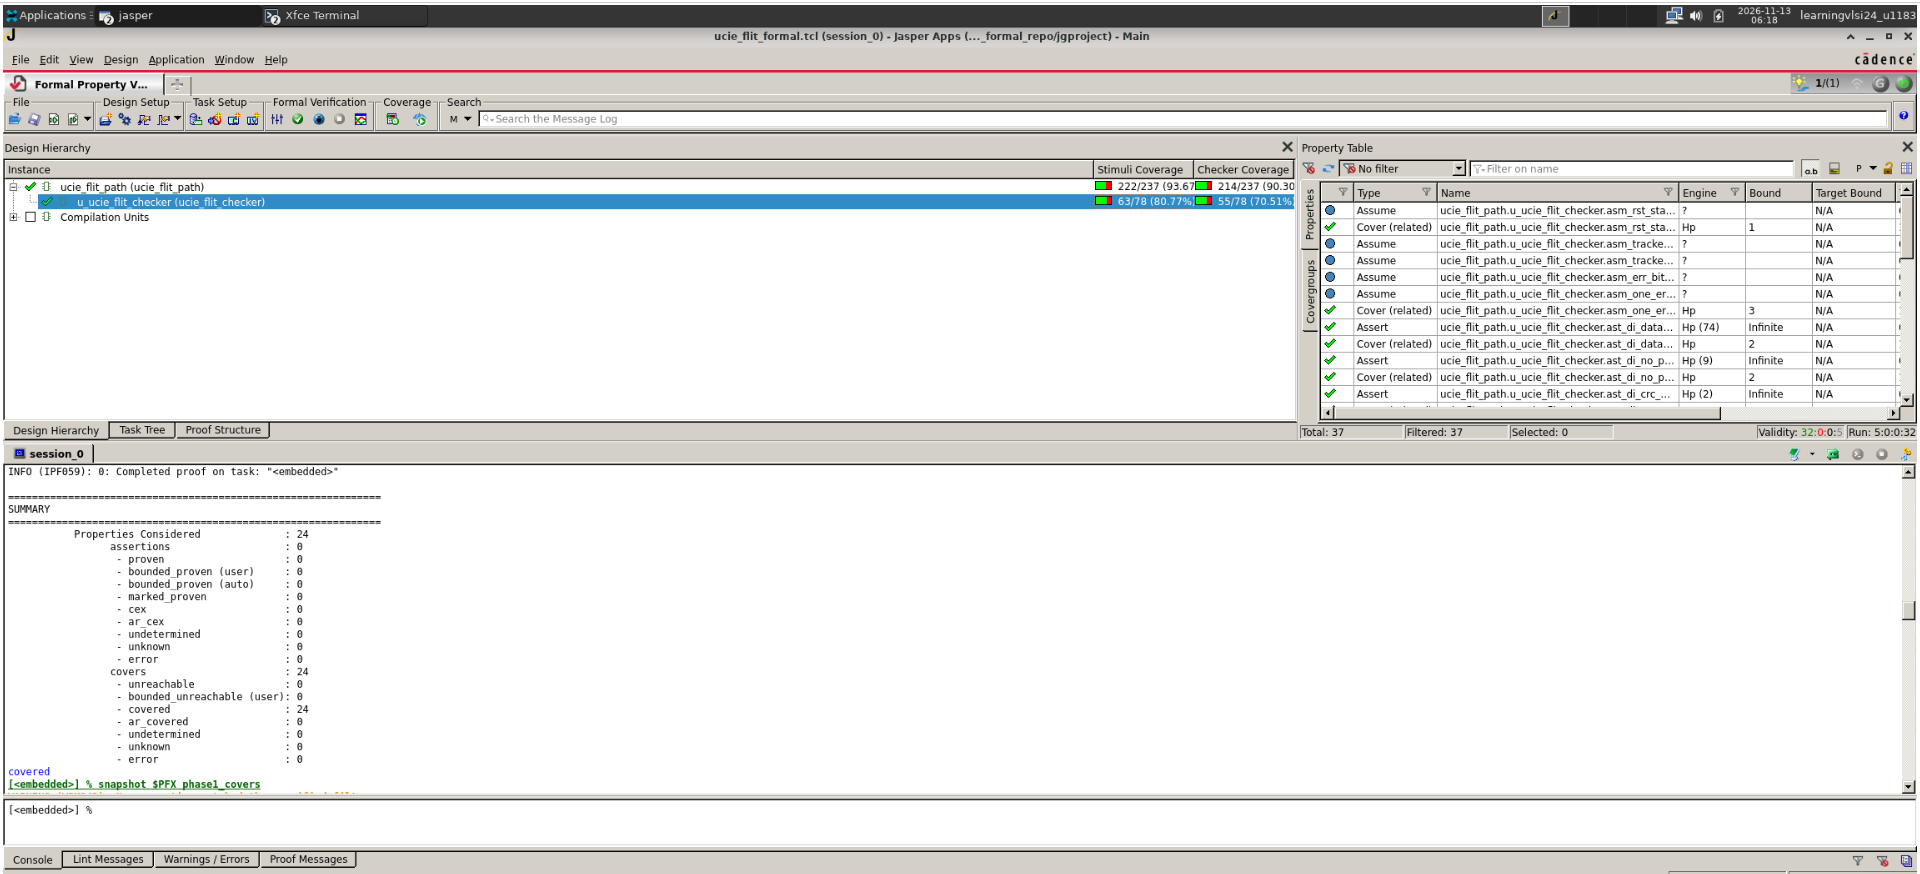 Applications jasper Xfce Terminal 2026-11-13 06:18 learningvlsi24_u1183
ucie_flit_formal.tcl (session_0) - Jasper Apps (..._formal_repo/jgproject) - Main
File Edit View Design Application Window Help
cādence
Formal Property V...
1/(1)
File Design Setup Task Setup Formal Verification Coverage Search
M Search the Message Log
Design Hierarchy
Instance Stimuli Coverage Checker Coverage
ucie_flit_path (ucie_flit_path) 222/237 (93.67 214/237 (90.30
u_ucie_flit_checker (ucie_flit_checker) 63/78 (80.77% 55/78 (70.51%
Compilation Units
Design Hierarchy Task Tree Proof Structure
Property Table
No filter Filter on name a.b P
Properties
Covergroups
Type Name Engine Bound Target Bound
Assume ucie_flit_path.u_ucie_flit_checker.asm_rst_sta... ? N/A
Cover (related) ucie_flit_path.u_ucie_flit_checker.asm_rst_sta... Hp 1 N/A
Assume ucie_flit_path.u_ucie_flit_checker.asm_tracke... ? N/A
Assume ucie_flit_path.u_ucie_flit_checker.asm_tracke... ? N/A
Assume ucie_flit_path.u_ucie_flit_checker.asm_err_bit... ? N/A
Assume ucie_flit_path.u_ucie_flit_checker.asm_one_er... ? N/A
Cover (related) ucie_flit_path.u_ucie_flit_checker.asm_one_er... Hp 3 N/A
Assert ucie_flit_path.u_ucie_flit_checker.ast_di_data... Hp (74) Infinite N/A
Cover (related) ucie_flit_path.u_ucie_flit_checker.ast_di_data... Hp 2 N/A
Assert ucie_flit_path.u_ucie_flit_checker.ast_di_no_p... Hp (9) Infinite N/A
Cover (related) ucie_flit_path.u_ucie_flit_checker.ast_di_no_p... Hp 2 N/A
Assert ucie_flit_path.u_ucie_flit_checker.ast_di_crc_... Hp (2) Infinite N/A
Total: 37 Filtered: 37 Selected: 0 Validity: 32:0:0:5 Run: 5:0:0:32
session_0
INFO (IPF059): 0: Completed proof on task: "<embedded>"
==============================================================
SUMMARY
==============================================================
Properties Considered : 24
assertions : 0
- proven : 0
- bounded_proven (user) : 0
- bounded_proven (auto) : 0
- marked_proven : 0
- cex : 0
- ar_cex : 0
- undetermined : 0
- unknown : 0
- error : 0
covers : 24
- unreachable : 0
- bounded_unreachable (user): 0
- covered : 24
- ar_covered : 0
- undetermined : 0
- unknown : 0
- error : 0
covered
[<embedded>] % snapshot $PFX phase1_covers
[<embedded>] %
Console Lint Messages Warnings / Errors Proof Messages